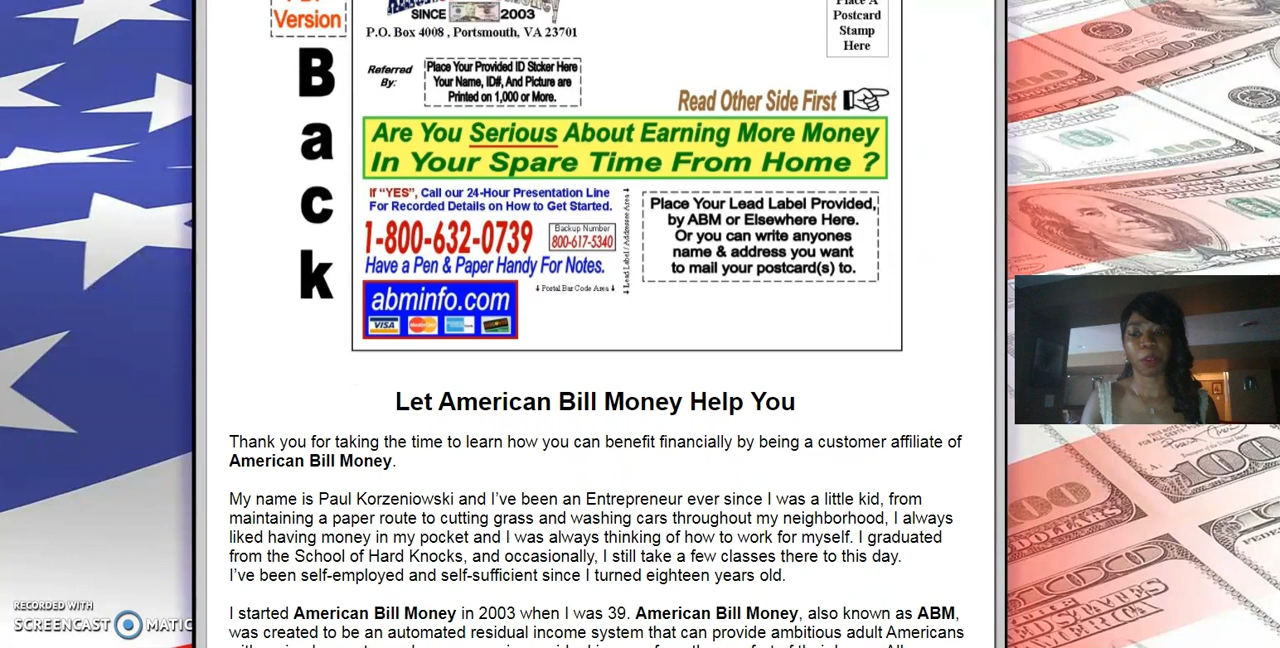 Version
SINCE 2003
P.O. Box 4008 , Portsmouth, VA 23701
Place A
Postcard
Stamp
Here
Referred
By:
Place Your Provided ID Sticker Here
Your Name, ID#, And Picture are
Printed on 1,000 or More.
Read Other Side First
Back
Are You Serious About Earning More Money
In Your Spare Time From Home ?
If “YES”, Call our 24-Hour Presentation Line
For Recorded Details on How to Get Started.
1-800-632-0739
Backup Number
800-617-5340
Have a Pen & Paper Handy For Notes.
abminfo.com
VISA
Lead Label / Addressee Area
Postal Bar Code Area
Place Your Lead Label Provided,
by ABM or Elsewhere Here.
Or you can write anyones
name & address you want
to mail your postcard(s) to.
Let American Bill Money Help You
Thank you for taking the time to learn how you can benefit financially by being a customer affiliate of
American Bill Money.
My name is Paul Korzeniowski and I’ve been an Entrepreneur ever since I was a little kid, from
maintaining a paper route to cutting grass and washing cars throughout my neighborhood, I always
liked having money in my pocket and I was always thinking of how to work for myself. I graduated
from the School of Hard Knocks, and occasionally, I still take a few classes there to this day.
I’ve been self-employed and self-sufficient since I turned eighteen years old.
I started American Bill Money in 2003 when I was 39. American Bill Money, also known as ABM,
was created to be an automated residual income system that can provide ambitious adult Americans
RECORDED WITH
SCREENCAST MATIC